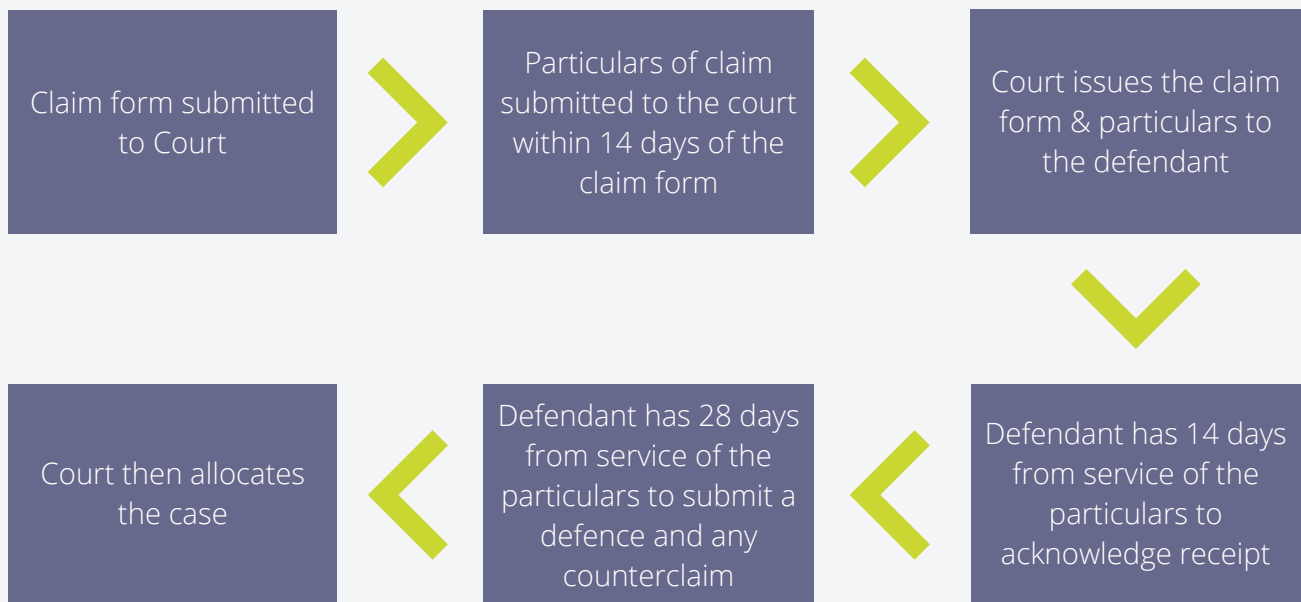 Claim form submitted
to Court
Particulars of claim
submitted to the court
within 14 days of the
claim form
Court issues the claim
form & particulars to
the defendant
Defendant has 14 days
from service of the
particulars to
acknowledge receipt
Defendant has 28 days
from service of the
particulars to submit a
defence and any
counterclaim
Court then allocates
the case